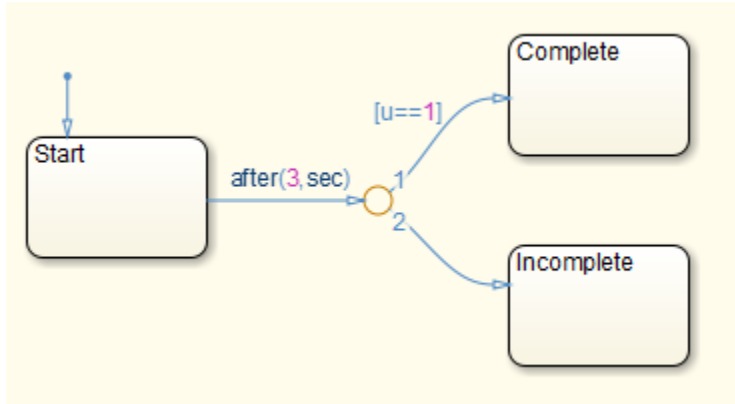 Complete
[u==1]
Start
after(3,sec)
1
2
Incomplete